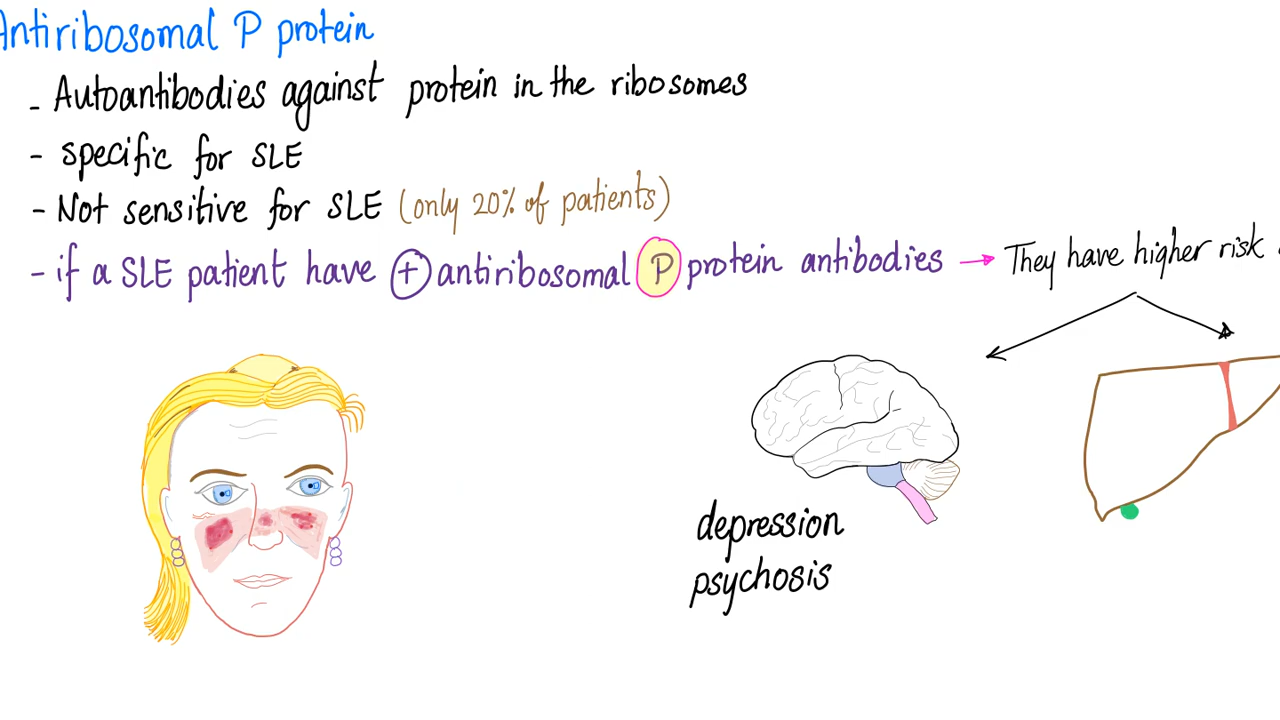 Antiribosomal P protein
- Autoantibodies against protein in the ribosomes
- specific for SLE
- Not sensitive for SLE (only 20% of patients)
- if a SLE patient have + antiribosomal P protein antibodies → They have higher risk
depression
psychosis